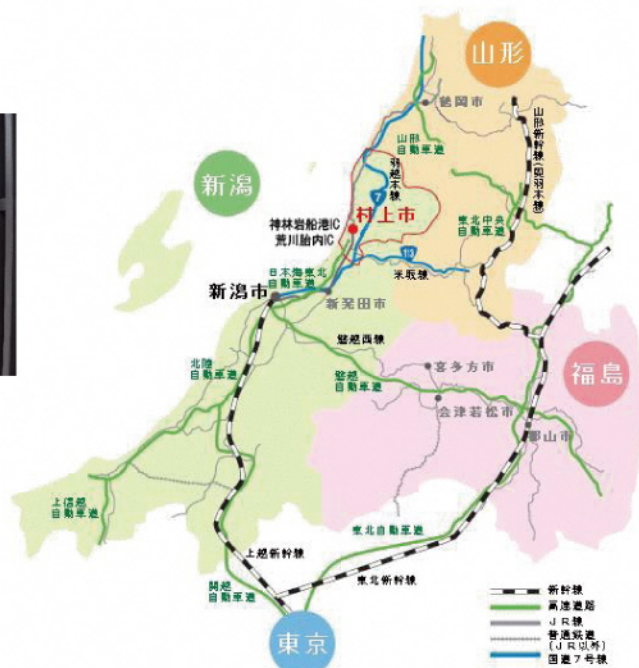 山形
鶴岡市
山形
自動車道
羽越本線
山形新幹線(奥羽本線)
新潟
7
村上市
神林岩船港IC
荒川胎内IC
東北中央
自動車道
113
米坂線
日本海東北
自動車道
新潟市
新発田市
磐越西線
北陸
自動車道
磐越
自動車道
喜多方市
会津若松市
福島
郡山市
上信越
自動車道
東北自動車道
上越新幹線
東北新幹線
関越
自動車道
東京
新幹線
高速道路
JR線
普通鉄道
(JR以外)
国道7号線